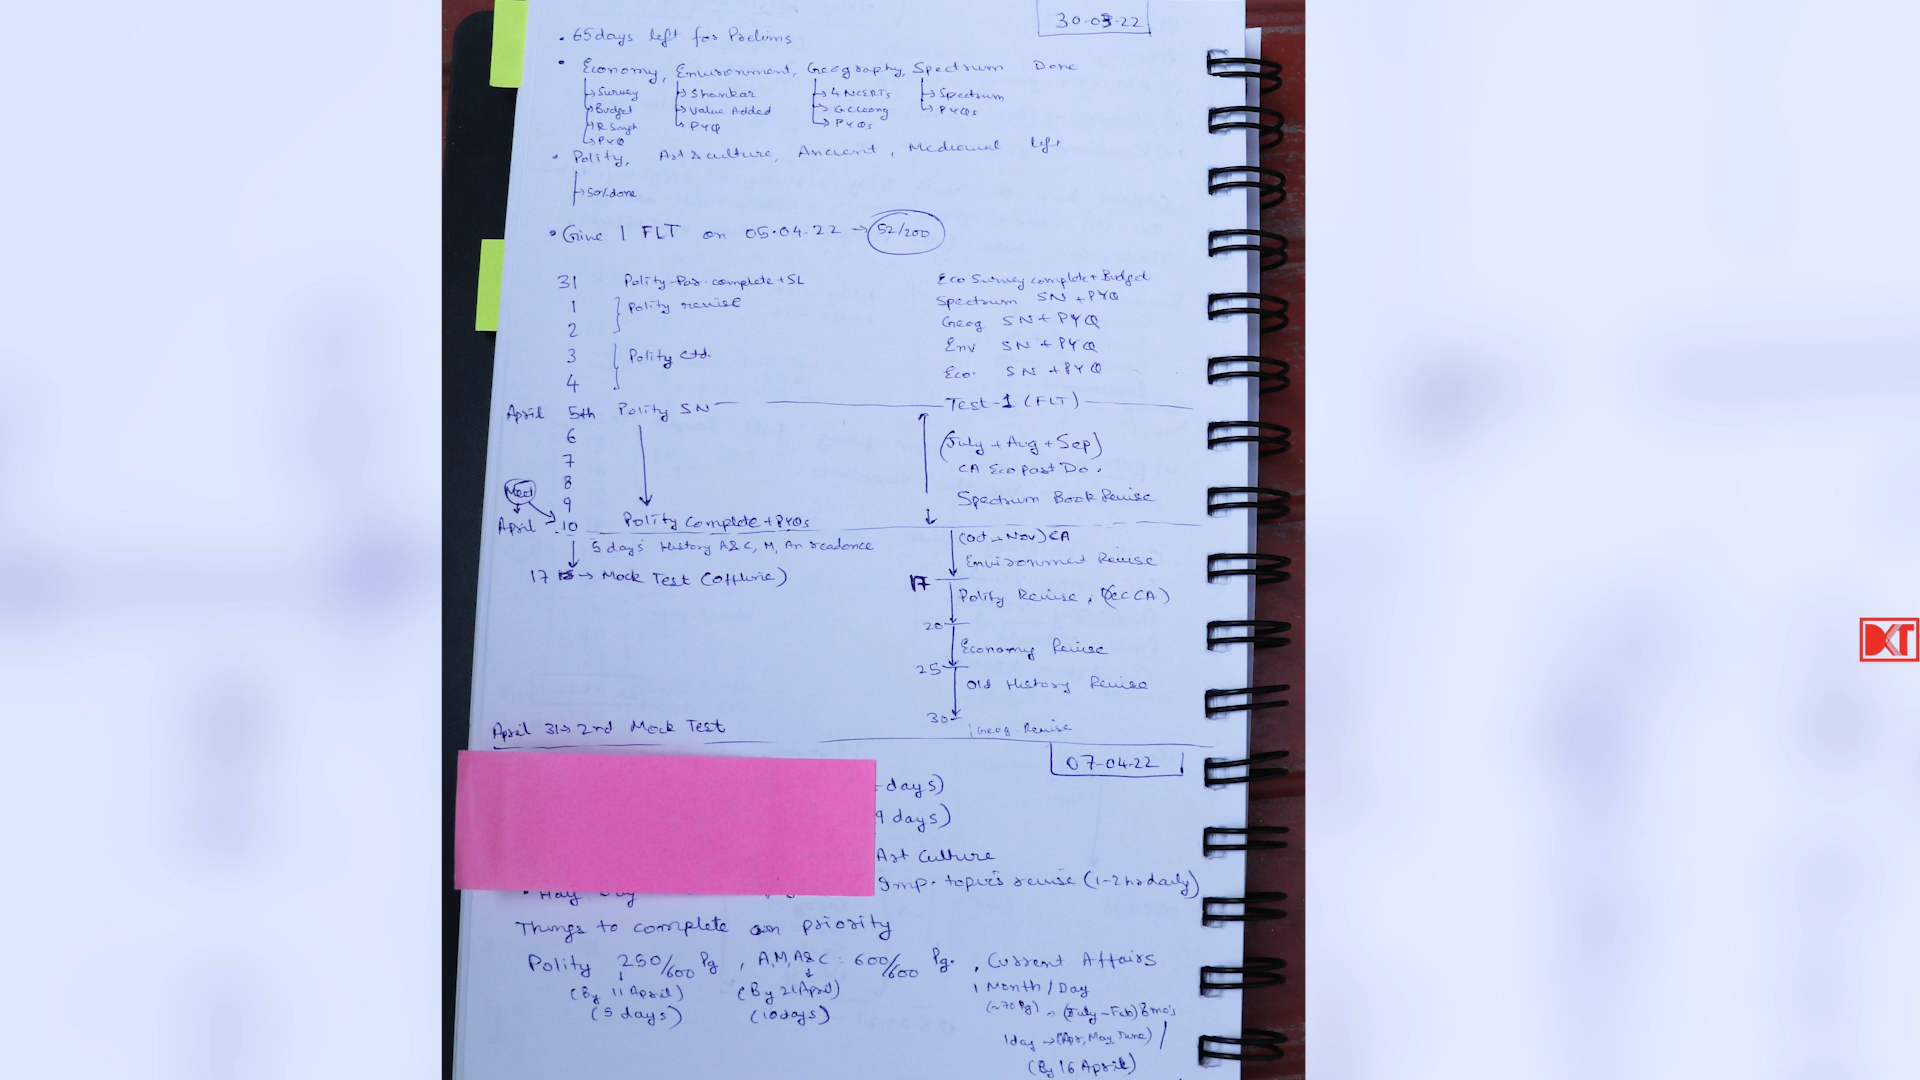 30-03-22
• 65days left for Prelims
• Economy, Environment, Geography, Spectrum Done
→Survey →Shankar →4 NCERTs →Spectrum
→Budget →Value Added →GCLeong →PYQs
→R Singh →PYQ →PYQs
→PYQ
• Polity, Art & culture, Ancient, Medieval left
→50% done
• Give 1 FLT on 05.04.22 → 52/200
31 Polity complete + SL Eco Survey complete + Budget
1 Polity revise Spectrum SN + PYQ
2 Geog SN + PYQ
3 Polity ctd. Env SN + PYQ
4 Eco. SN + PYQ
April 5th Polity SN Test-1 (FLT)
6 (July + Aug + Sep)
7 CA Eco Part Do.
8
Med 9 Spectrum Book Revise
April 10 Polity Complete + PYQs
5 days History A&C, M, An readonce (Oct + Nov) CA
Environment Revise
17 → Mock Test (Offline) 17
Polity Revise, (Dec CA)
20
Economy Revise
25
Old History Revise
30
April 31→ 2nd Mock Test Geog Revise
07-04-22
days)
9 days)
Art Culture
Imp. topics revise (1-2 hr daily)
Things to complete on priority
Polity 250/600 Pg, A,M,A&C : 600/600 Pg., Current Affairs
(By 11 April) (By 21 April) 1 Month / Day
(5 days) (10 days) (~70 Pg) → (July - Feb) 8 mo's
1day →(Apr, May, June)
(By 16 April)
DKT